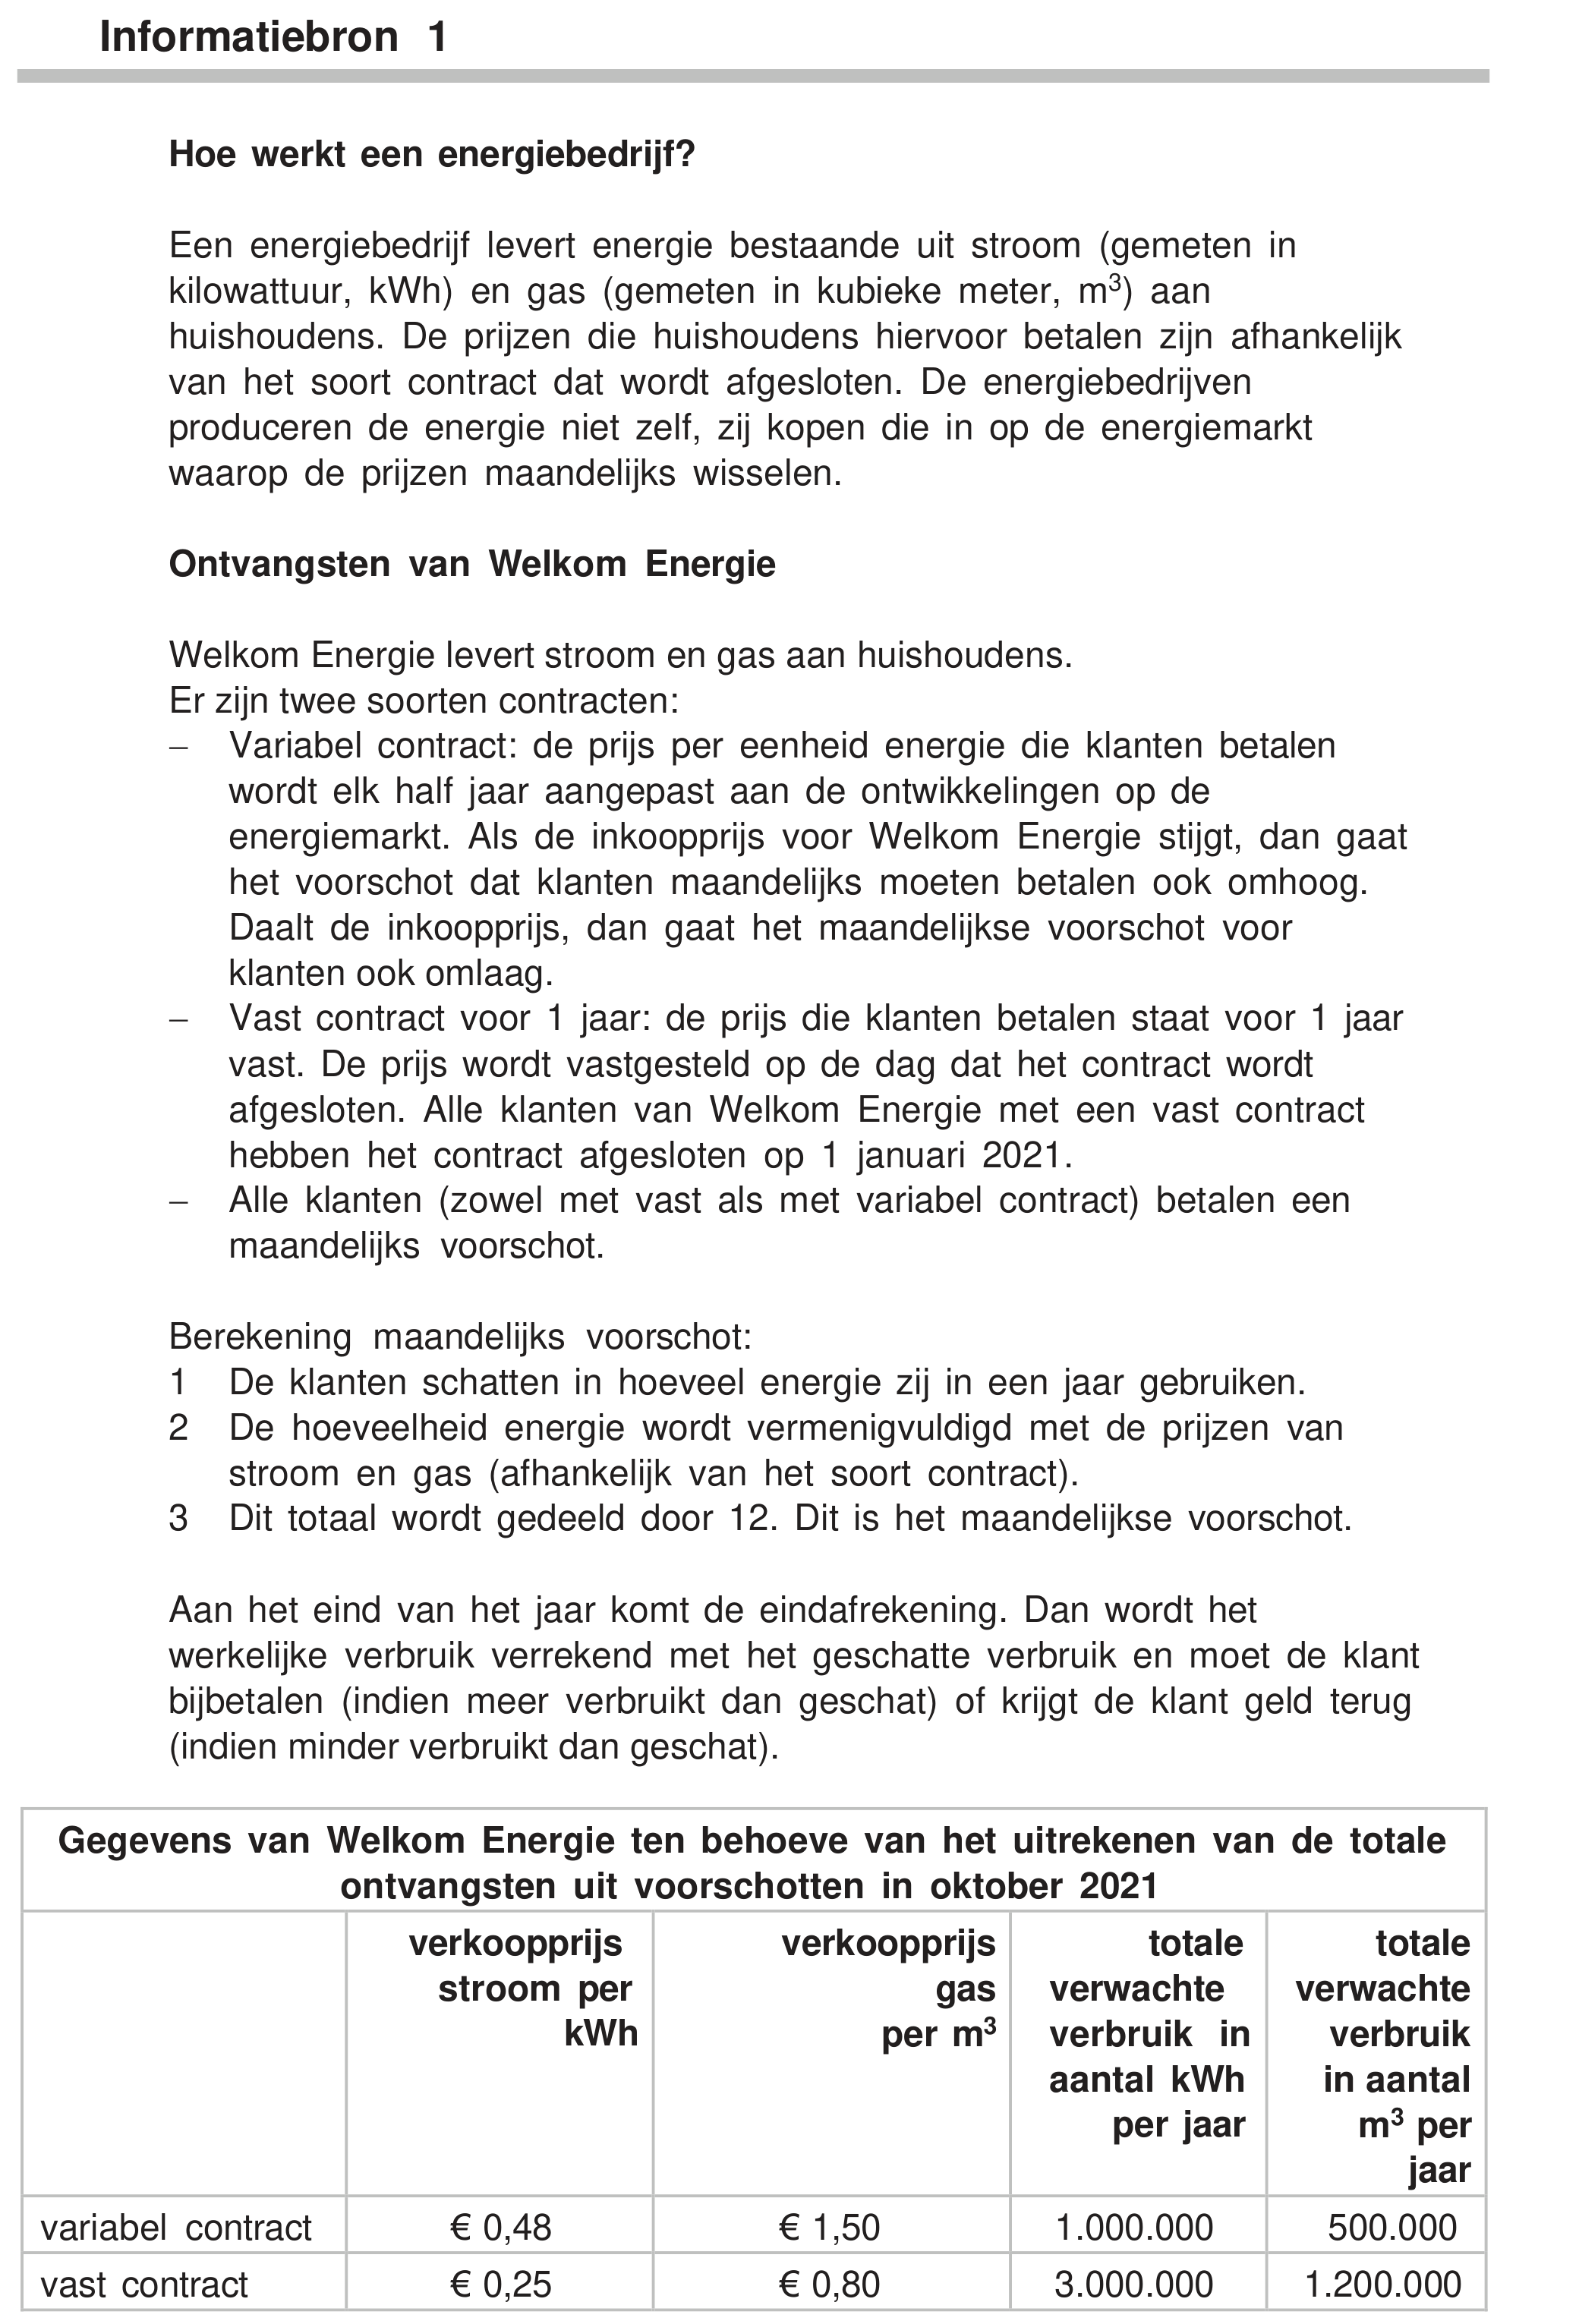 Informatiebron 1
Hoe werkt een energiebedrijf?
Een energiebedrijf levert energie bestaande uit stroom (gemeten in
kilowattuur, kWh) en gas (gemeten in kubieke meter, m³) aan
huishoudens. De prijzen die huishoudens hiervoor betalen zijn afhankelijk
van het soort contract dat wordt afgesloten. De energiebedrijven
produceren de energie niet zelf, zij kopen die in op de energiemarkt
waarop de prijzen maandelijks wisselen.
Ontvangsten van Welkom Energie
Welkom Energie levert stroom en gas aan huishoudens.
Er zijn twee soorten contracten:
– Variabel contract: de prijs per eenheid energie die klanten betalen
wordt elk half jaar aangepast aan de ontwikkelingen op de
energiemarkt. Als de inkoopprijs voor Welkom Energie stijgt, dan gaat
het voorschot dat klanten maandelijks moeten betalen ook omhoog.
Daalt de inkoopprijs, dan gaat het maandelijkse voorschot voor
klanten ook omlaag.
– Vast contract voor 1 jaar: de prijs die klanten betalen staat voor 1 jaar
vast. De prijs wordt vastgesteld op de dag dat het contract wordt
afgesloten. Alle klanten van Welkom Energie met een vast contract
hebben het contract afgesloten op 1 januari 2021.
– Alle klanten (zowel met vast als met variabel contract) betalen een
maandelijks voorschot.
Berekening maandelijks voorschot:
1 De klanten schatten in hoeveel energie zij in een jaar gebruiken.
2 De hoeveelheid energie wordt vermenigvuldigd met de prijzen van
stroom en gas (afhankelijk van het soort contract).
3 Dit totaal wordt gedeeld door 12. Dit is het maandelijkse voorschot.
Aan het eind van het jaar komt de eindafrekening. Dan wordt het
werkelijke verbruik verrekend met het geschatte verbruik en moet de klant
bijbetalen (indien meer verbruikt dan geschat) of krijgt de klant geld terug
(indien minder verbruikt dan geschat).
Gegevens van Welkom Energie ten behoeve van het uitrekenen van de totale
ontvangsten uit voorschotten in oktober 2021
verkoopprijs
stroom per
kWh
verkoopprijs
gas
per m³
totale
verwachte
verbruik in
aantal kWh
per jaar
totale
verwachte
verbruik
in aantal
m³ per
jaar
variabel contract € 0,48 € 1,50 1.000.000 500.000
vast contract € 0,25 € 0,80 3.000.000 1.200.000